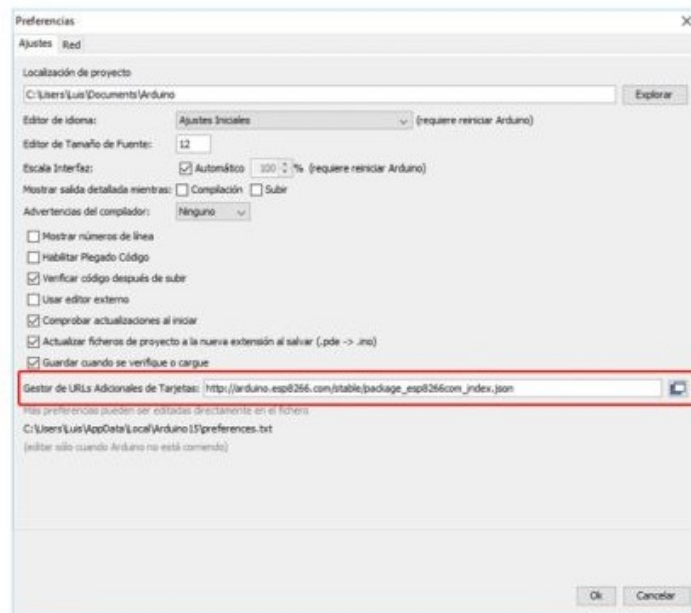 Preferencias
Ajustes Red
Localización de proyecto
C:\Users\Luis\Documents\Arduino Explorar
Editor de idioma: Ajustes Iniciales (requiere reiniciar Arduino)
Editor de Tamaño de Fuente: 12
Escala Interfaz: Automático 100 % (requiere reiniciar Arduino)
Mostrar salida detallada mientras: Compilación Subir
Advertencias del compilador: Ninguno
Mostrar números de línea
Habilitar Plegado Código
Verificar código después de subir
Usar editor externo
Comprobar actualizaciones al iniciar
Actualizar ficheros de proyecto a la nueva extensión al salvar (.pde -> .ino)
Guardar cuando se verifique o cargue
Gestor de URLs Adicionales de Tarjetas: http://arduino.esp8266.com/stable/package_esp8266com_index.json
Más preferencias pueden ser editadas directamente en el fichero
C:\Users\Luis\AppData\Local\Arduino15\preferences.txt
(editar sólo cuando Arduino no está corriendo)
Ok Cancelar